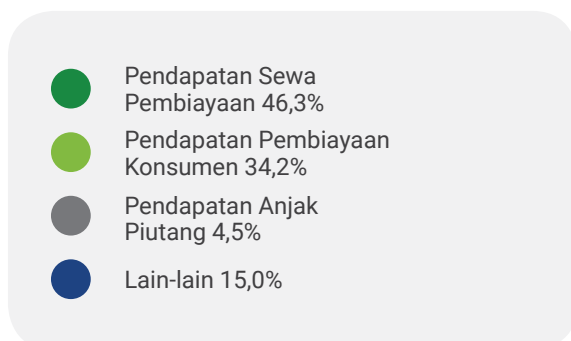 Pendapatan Sewa
Pembiayaan 46,3%
Pendapatan Pembiayaan
Konsumen 34,2%
Pendapatan Anjak
Piutang 4,5%
Lain-lain 15,0%